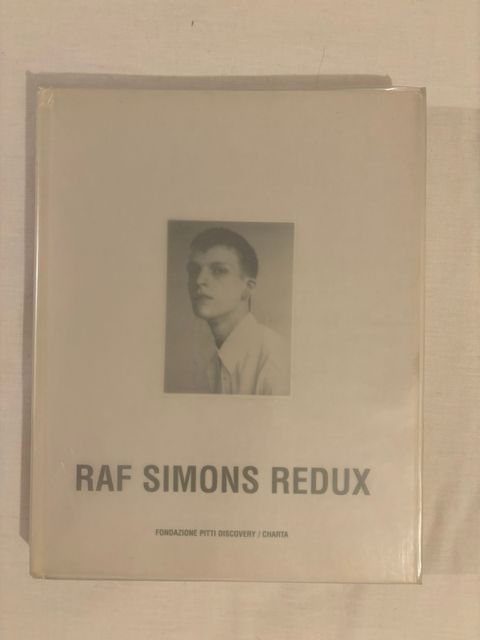 RAF SIMONS REDUX
FONDAZIONE PITTI DISCOVERY / CHARTA